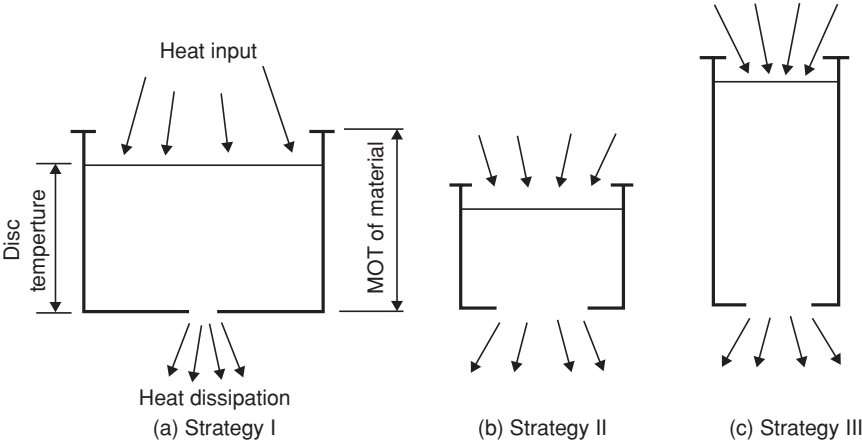 Heat input
Disc
temperture
MOT of material
Heat dissipation
(a) Strategy I
(b) Strategy II
(c) Strategy III